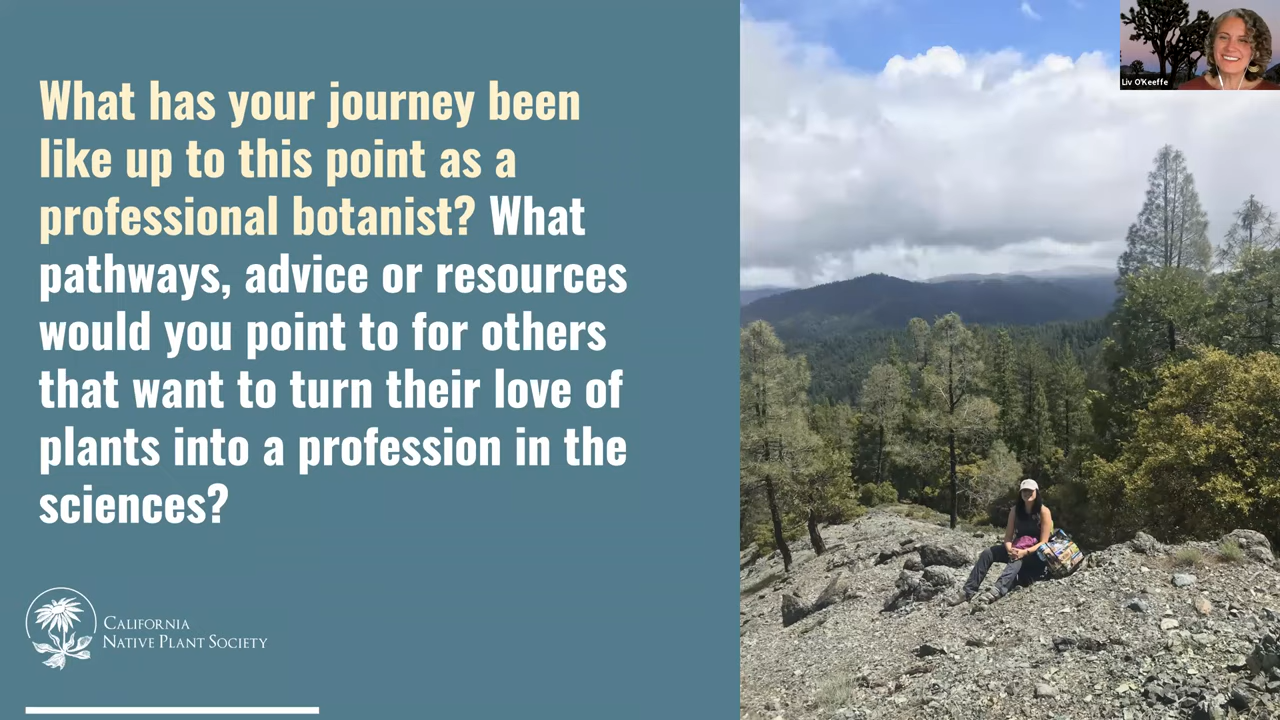 What has your journey been
like up to this point as a
professional botanist? What
pathways, advice or resources
would you point to for others
that want to turn their love of
plants into a profession in the
sciences?
CALIFORNIA
NATIVE PLANT SOCIETY
Liv O'Keeffe